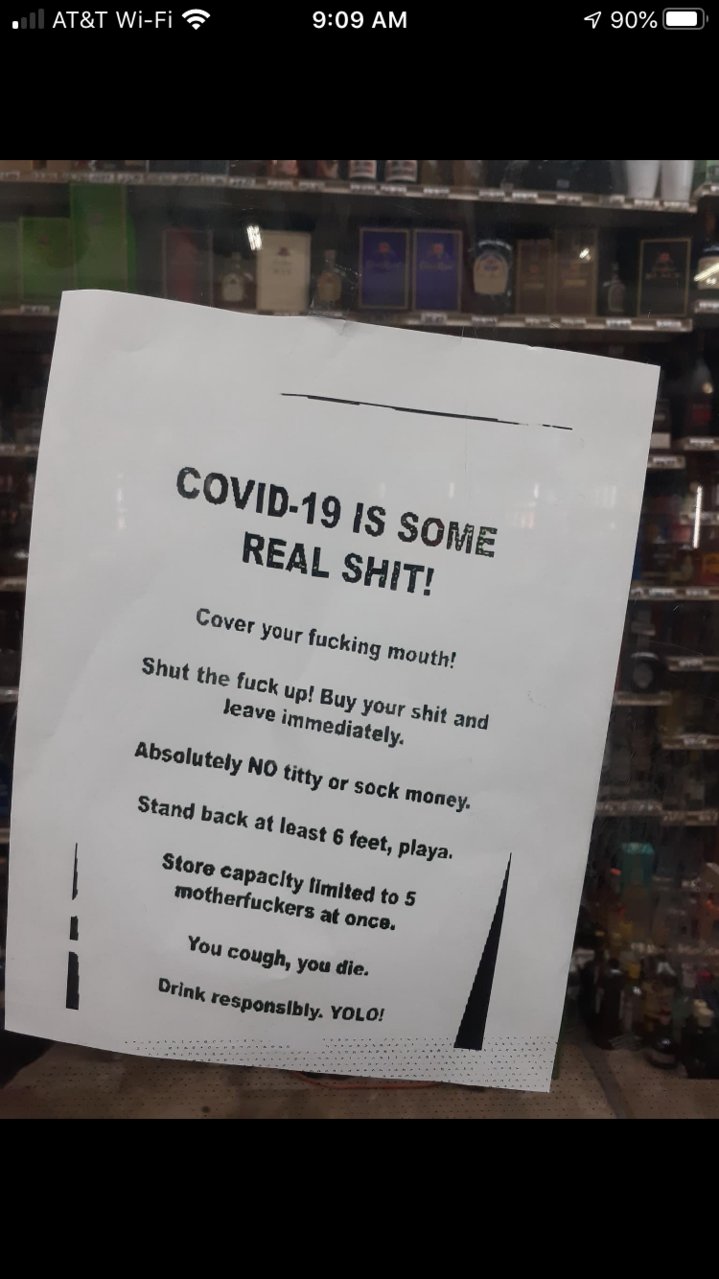 AT&T Wi-Fi 9:09 AM 90%
COVID-19 IS SOME
REAL SHIT!
Cover your fucking mouth!
Shut the fuck up! Buy your shit and
leave immediately.
Absolutely NO titty or sock money.
Stand back at least 6 feet, playa.
Store capacity limited to 5
motherfuckers at once.
You cough, you die.
Drink responsibly. YOLO!